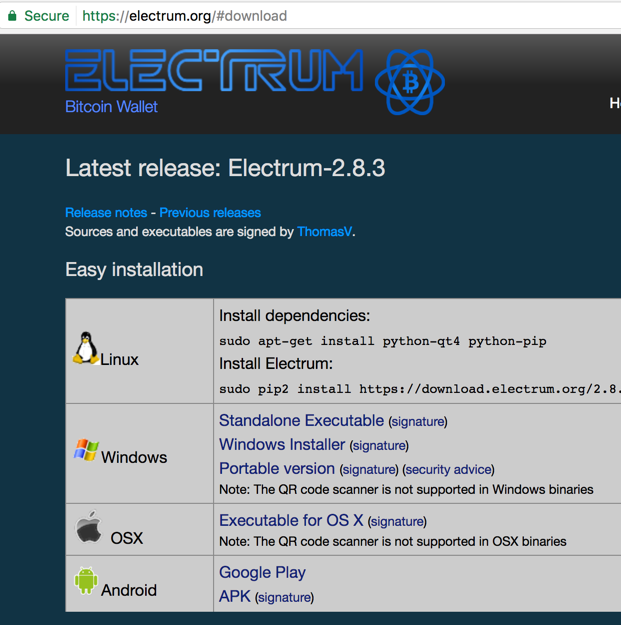 Secure https://electrum.org/#download
ELECTRUM
Bitcoin Wallet
Latest release: Electrum-2.8.3
Release notes - Previous releases
Sources and executables are signed by ThomasV.
Easy installation
Linux
Install dependencies:
sudo apt-get install python-qt4 python-pip
Install Electrum:
sudo pip2 install https://download.electrum.org/2.8.
Windows
Standalone Executable (signature)
Windows Installer (signature)
Portable version (signature) (security advice)
Note: The QR code scanner is not supported in Windows binaries
OSX
Executable for OS X (signature)
Note: The QR code scanner is not supported in OSX binaries
Android
Google Play
APK (signature)